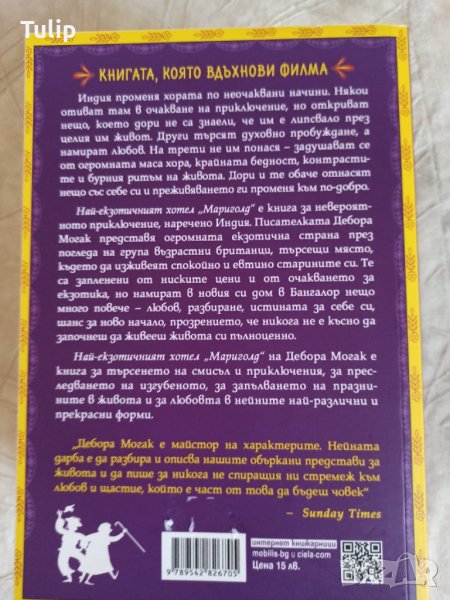 Tulip
КНИГАТА, КОЯТО ВДЪХНОВИ ФИЛМА
Индия променя хората по неочаквани начини. Някои
отиват там в очакване на приключение, но откриват
нещо, което дори не са знаели, че им е липсвало през
целия им живот. Други търсят духовно пробуждане, а
намират любов. На трети не им понася – задушават се
от огромната маса хора, крайната бедност, контрасти-
те и бурния ритъм на живота. Дори и те обаче отнасят
нещо със себе си и преживяването ги променя към по-добро.
Най-екзотичният хотел „Мариголд“ е книга за невероят-
ното приключение, наречено Индия. Писателката Дебора
Могак представя огромната екзотична страна през
погледа на група възрастни британци, търсещи място,
където да изживеят спокойно и евтино старините си. Те
са запленени от ниските цени и от очакването за
екзотика, но намират в новия си дом в Бангалор нещо
много повече – любов, разбиране, истината за себе си,
шанс за ново начало, прозрението, че никога не е късно да
започнеш да живееш живота си пълноценно.
Най-екзотичният хотел „Мариголд“ на Дебора Могак е
книга за търсенето на смисъл и приключения, за прес-
ледването на изгубеното, за запълването на празни-
ните в живота и за любовта в нейните най-различни и
прекрасни форми.
„Дебора Могак е майстор на характерите. Нейната
дарба е да разбира и описва нашите объркани представи за
живота и да пише за никога не спиращия ни стремеж към
любов и щастие, който е част от това да бъдеш човек“
– Sunday Times
интернет книжарници
mobilis.bg и ciela.com
Цена 15 лв.
9 789542 826705